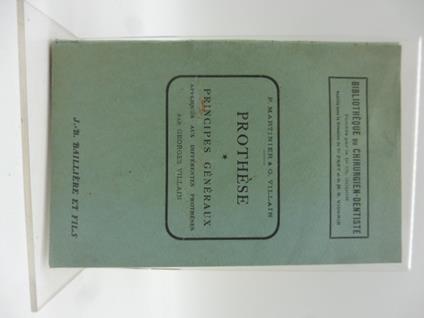 BIBLIOTHÈQUE DU CHIRURGIEN-DENTISTE
P. MARTINIER & G. VILLAIN
PROTHÈSE
*
PRINCIPES GÉNÉRAUX
APPLIQUÉS AUX DIFFÉRENTES PROTHÈSES
PAR GEORGES VILLAIN
J.-B. BAILLIÈRE ET FILS